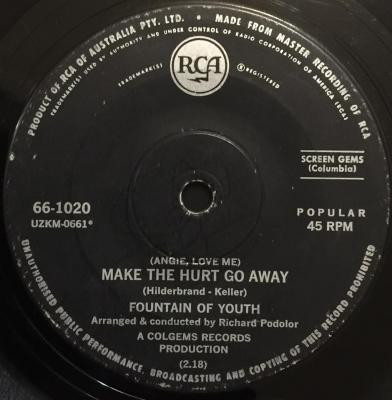 PRODUCT OF RCA OF AUSTRALIA PTY. LTD. • MADE FROM MASTER RECORDING OF RCA
TRADEMARK(S) USED BY AUTHORITY AND UNDER CONTROL OF RADIO CORPORATION OF AMERICA (RCA)
RCA
TRADEMARK(S) ® REGISTERED
SCREEN GEMS
(Columbia)
66-1020
UZKM-0661*
POPULAR
45 RPM
(ANGIE, LOVE ME)
MAKE THE HURT GO AWAY
(Hilderbrand - Keller)
FOUNTAIN OF YOUTH
Arranged & conducted by Richard Podolor
A COLGEMS RECORDS
PRODUCTION
(2.18)
UNAUTHORISED PUBLIC PERFORMANCE, BROADCASTING AND COPYING OF THIS RECORD PROHIBITED